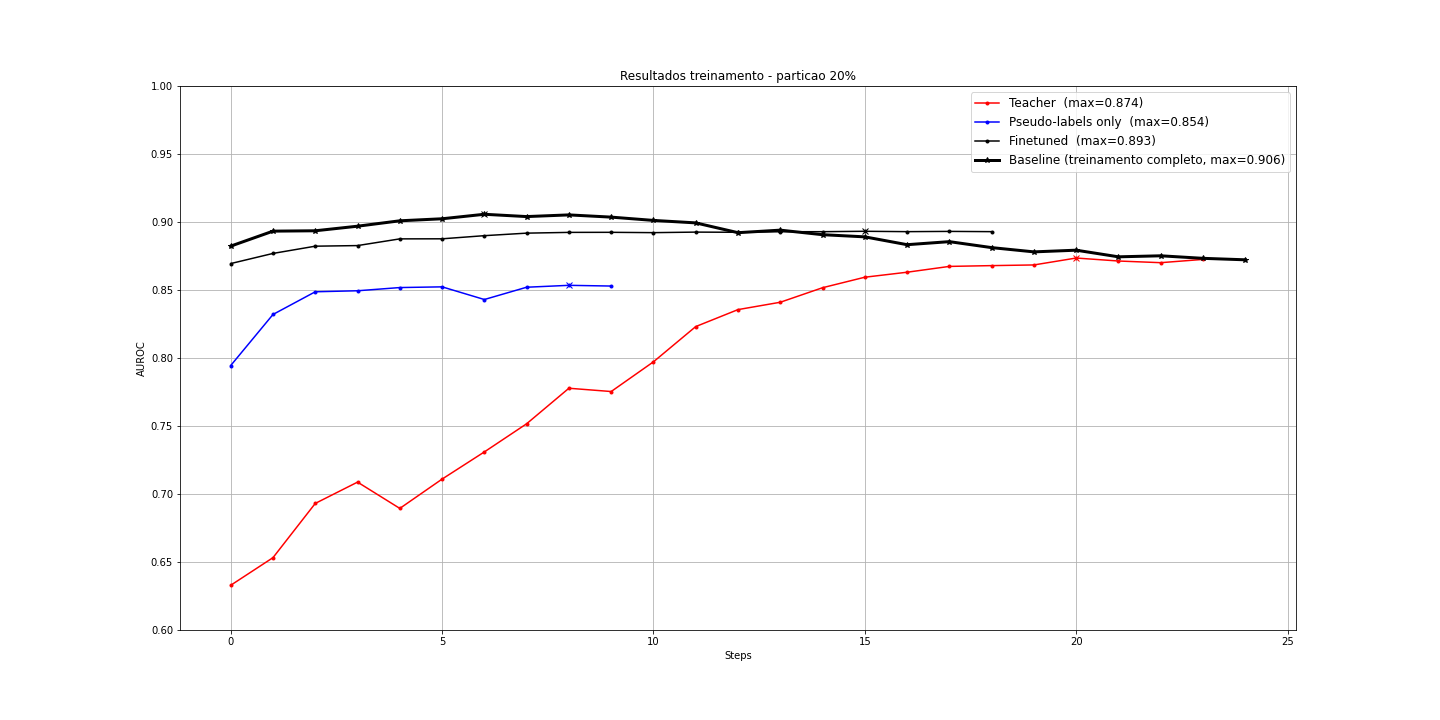 Resultados treinamento - particao 20%
Teacher  (max=0.874)
Pseudo-labels only  (max=0.854)
Finetuned  (max=0.893)
Baseline (treinamento completo, max=0.906)
AUROC
1.00
0.95
0.90
0.85
0.80
0.75
0.70
0.65
0.60
0 5 10 15 20 25
Steps